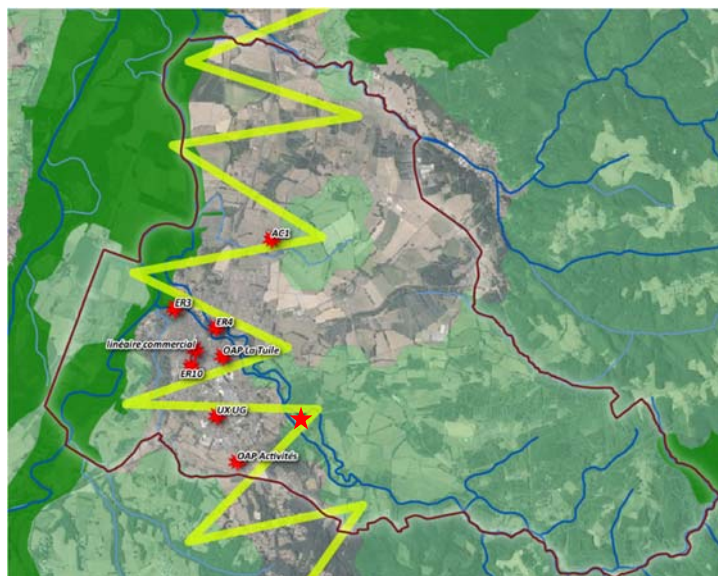 AC1
ER3
ER4
linéaire commercial
OAP La Tuile
ER10
UX UG
OAP Activités